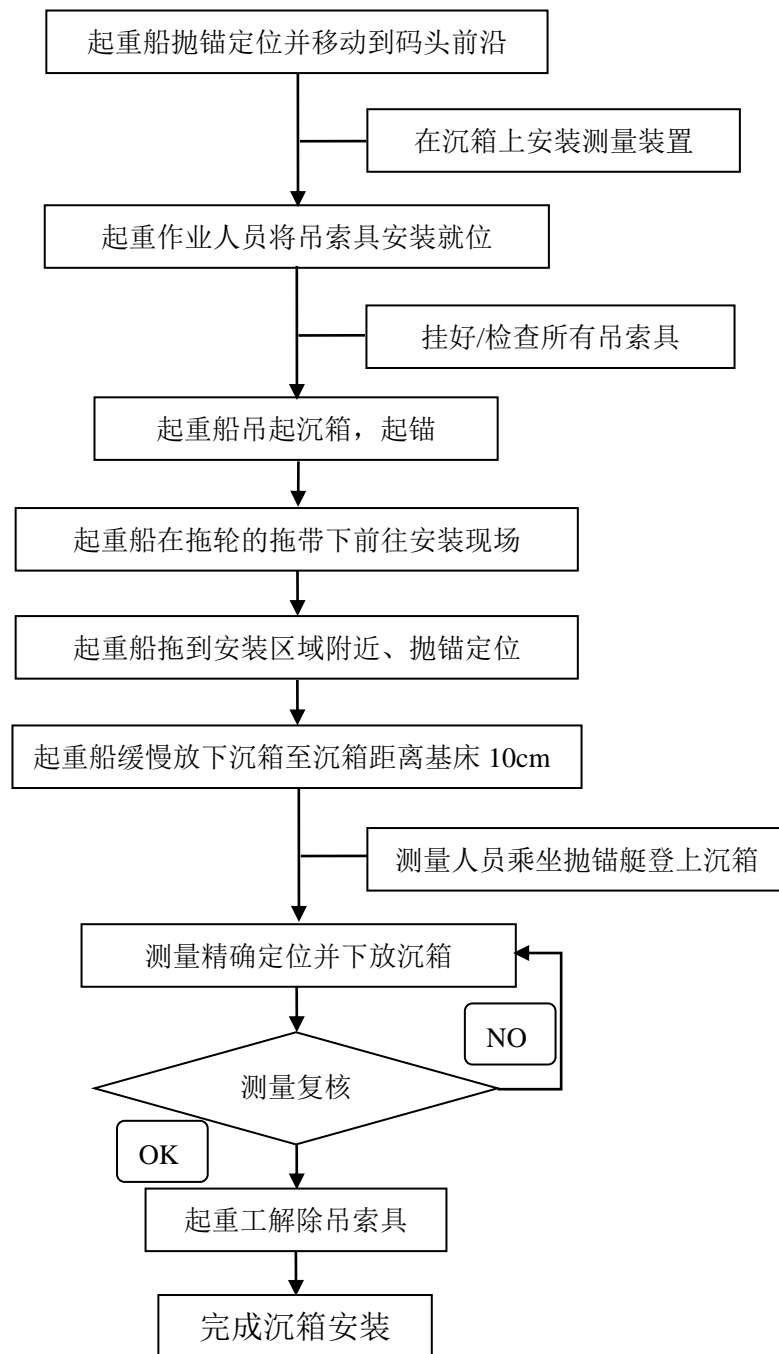 起重船抛锚定位并移动到码头前沿
在沉箱上安装测量装置
起重作业人员将吊索具安装就位
挂好/检查所有吊索具
起重船吊起沉箱，起锚
起重船在拖轮的拖带下前往安装现场
起重船拖到安装区域附近、抛锚定位
起重船缓慢放下沉箱至沉箱距离基床 10cm
测量人员乘坐抛锚艇登上沉箱
测量精确定位并下放沉箱
NO
测量复核
OK
起重工解除吊索具
完成沉箱安装